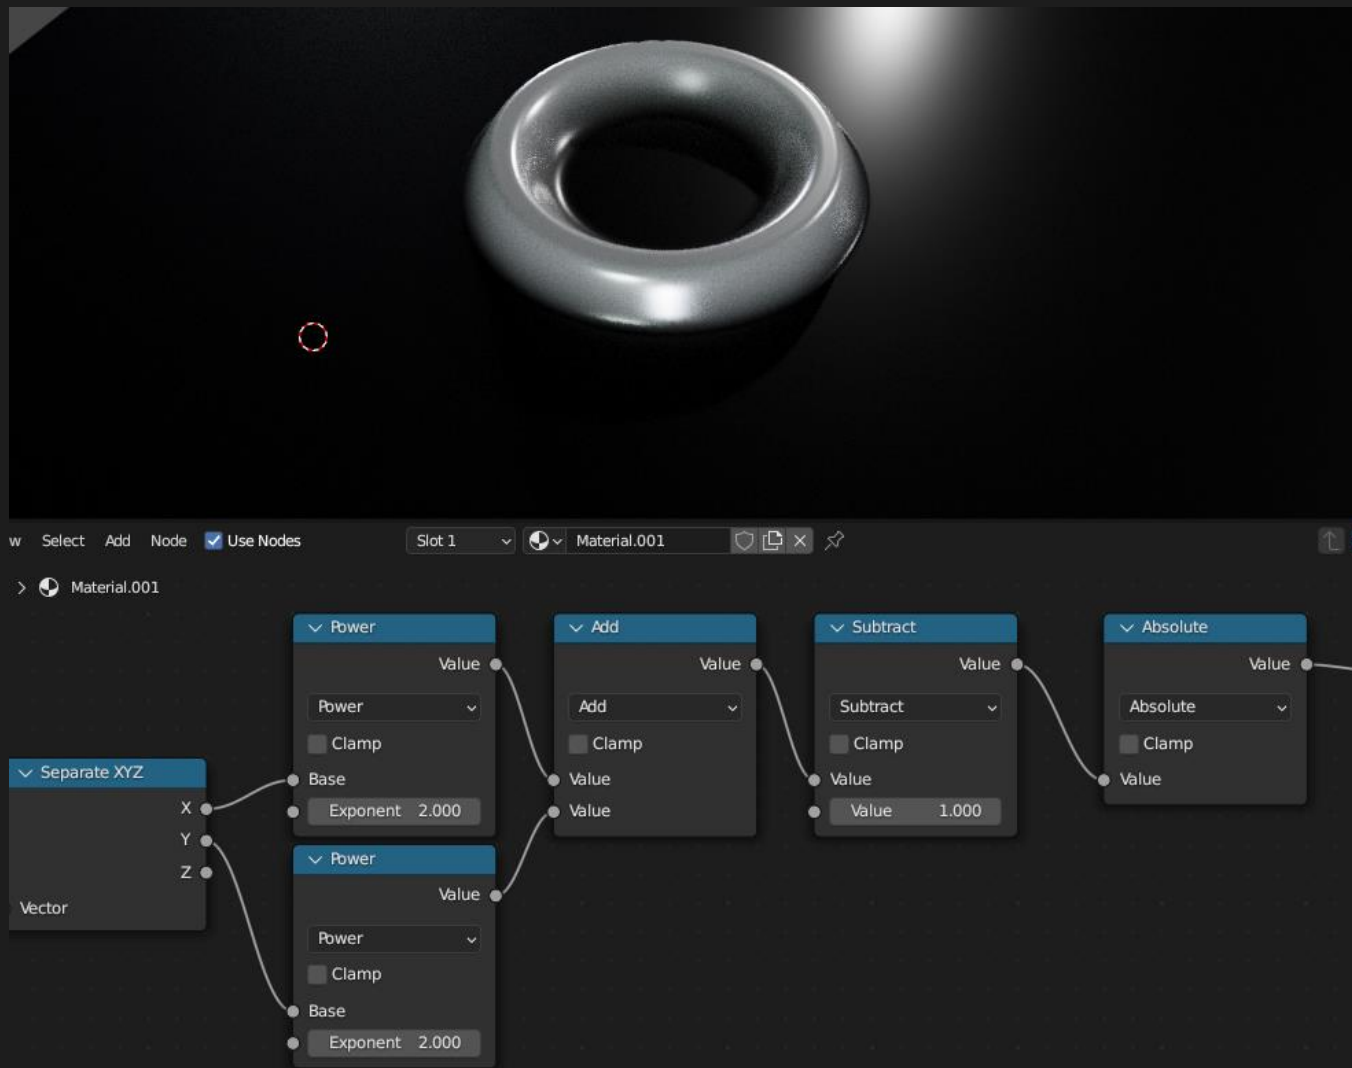 w Select Add Node Use Nodes Slot 1 Material.001
Material.001
Power
Value
Power
Clamp
Base
Exponent 2.000
Add
Value
Add
Clamp
Value
Value
Subtract
Value
Subtract
Clamp
Value
Value 1.000
Absolute
Value
Absolute
Clamp
Value
Separate XYZ
X
Y
Z
Vector
Power
Value
Power
Clamp
Base
Exponent 2.000